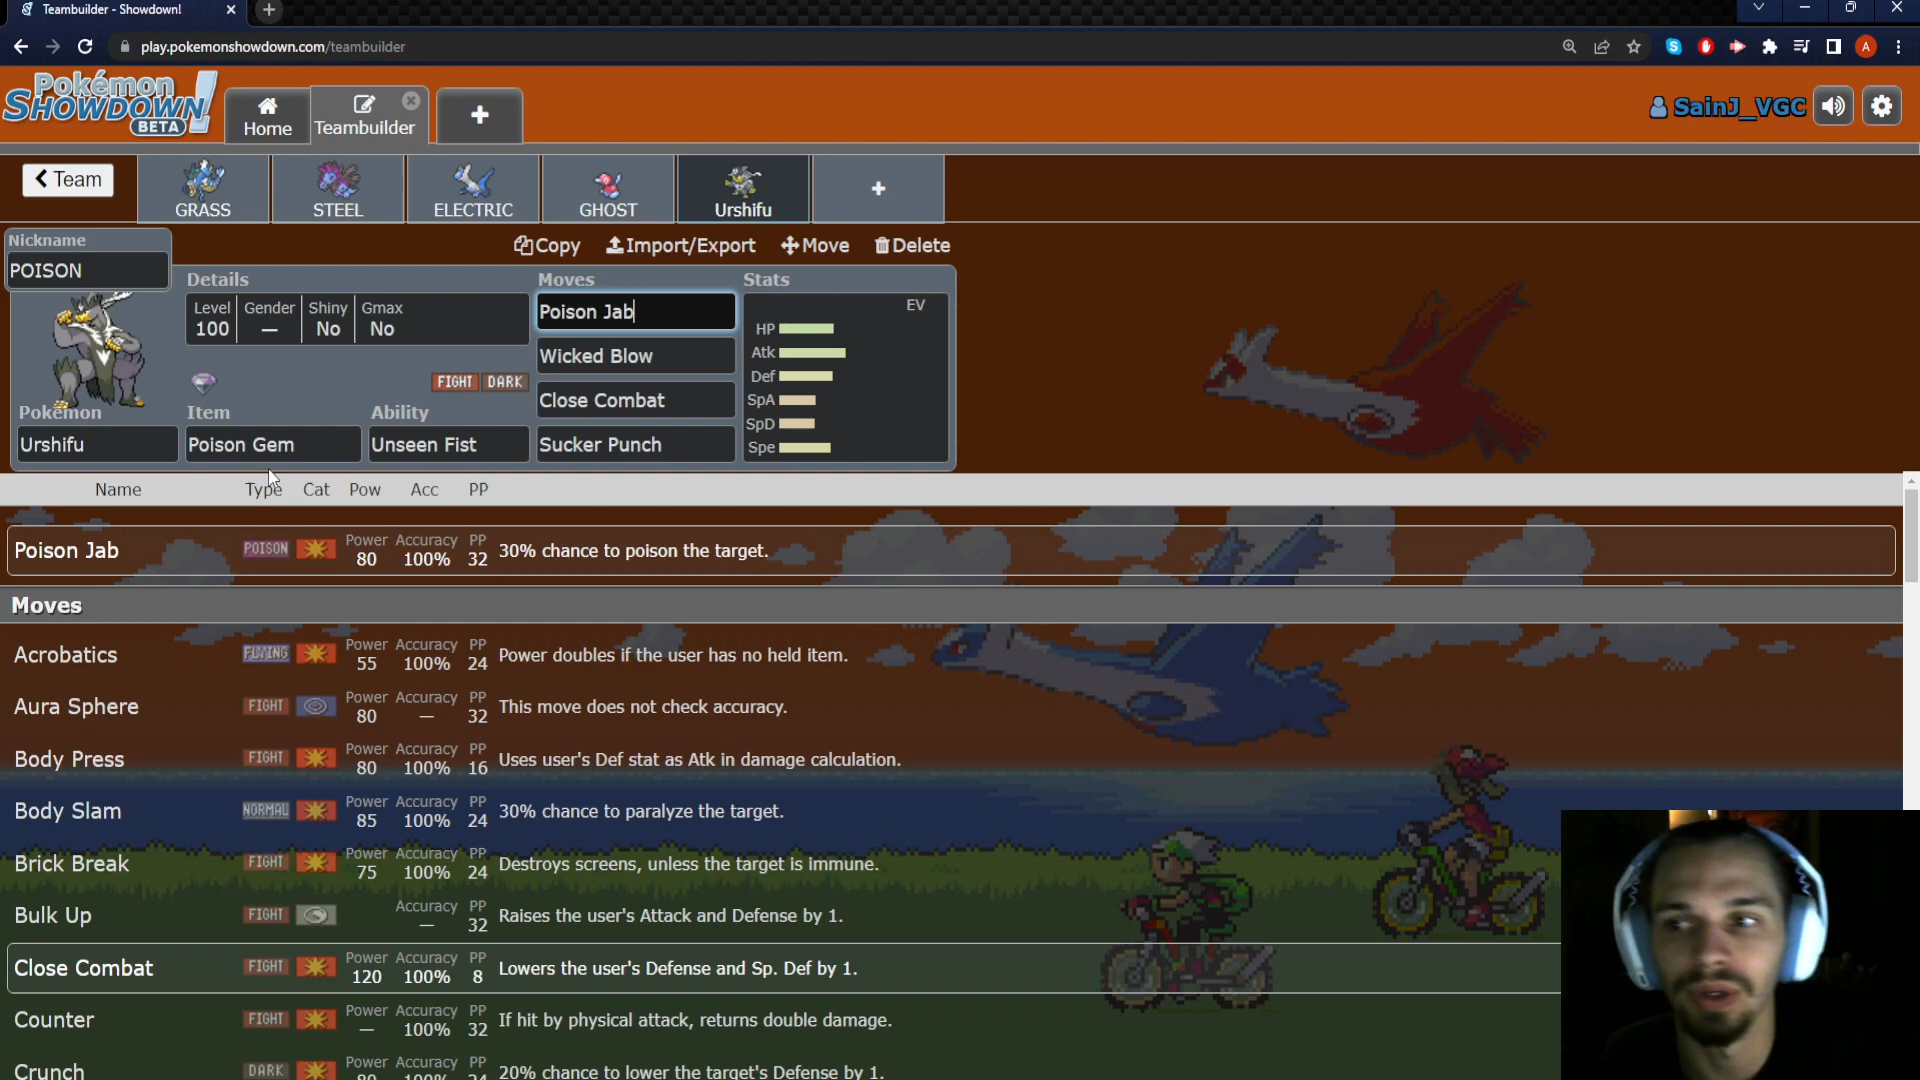 Teambuilder - Showdown!
play.pokemonshowdown.com/teambuilder
A
Pokémon
SHOWDOWN!
BETA
Home
Teambuilder
SainJ_VGC
Team
GRASS
STEEL
ELECTRIC
GHOST
Urshifu
Copy
Import/Export
Move
Delete
Nickname
POISON
Details
Moves
Stats
Level
Gender
Shiny
Gmax
100
—
No
No
Poison Jab
Wicked Blow
Close Combat
Sucker Punch
EV
HP
Atk
Def
SpA
SpD
Spe
FIGHT DARK
Pokémon
Item
Ability
Urshifu
Poison Gem
Unseen Fist
Name Type Cat Pow Acc PP
Poison Jab POISON Power 80 Accuracy 100% PP 32 30% chance to poison the target.
Moves
Acrobatics FLYING Power 55 Accuracy 100% PP 24 Power doubles if the user has no held item.
Aura Sphere FIGHT Power 80 Accuracy — PP 32 This move does not check accuracy.
Body Press FIGHT Power 80 Accuracy 100% PP 16 Uses user's Def stat as Atk in damage calculation.
Body Slam NORMAL Power 85 Accuracy 100% PP 24 30% chance to paralyze the target.
Brick Break FIGHT Power 75 Accuracy 100% PP 24 Destroys screens, unless the target is immune.
Bulk Up FIGHT Accuracy — PP 32 Raises the user's Attack and Defense by 1.
Close Combat FIGHT Power 120 Accuracy 100% PP 8 Lowers the user's Defense and Sp. Def by 1.
Counter FIGHT Power — Accuracy 100% PP 32 If hit by physical attack, returns double damage.
Crunch DARK Power 80 Accuracy 100% PP 24 20% chance to lower the target's Defense by 1.